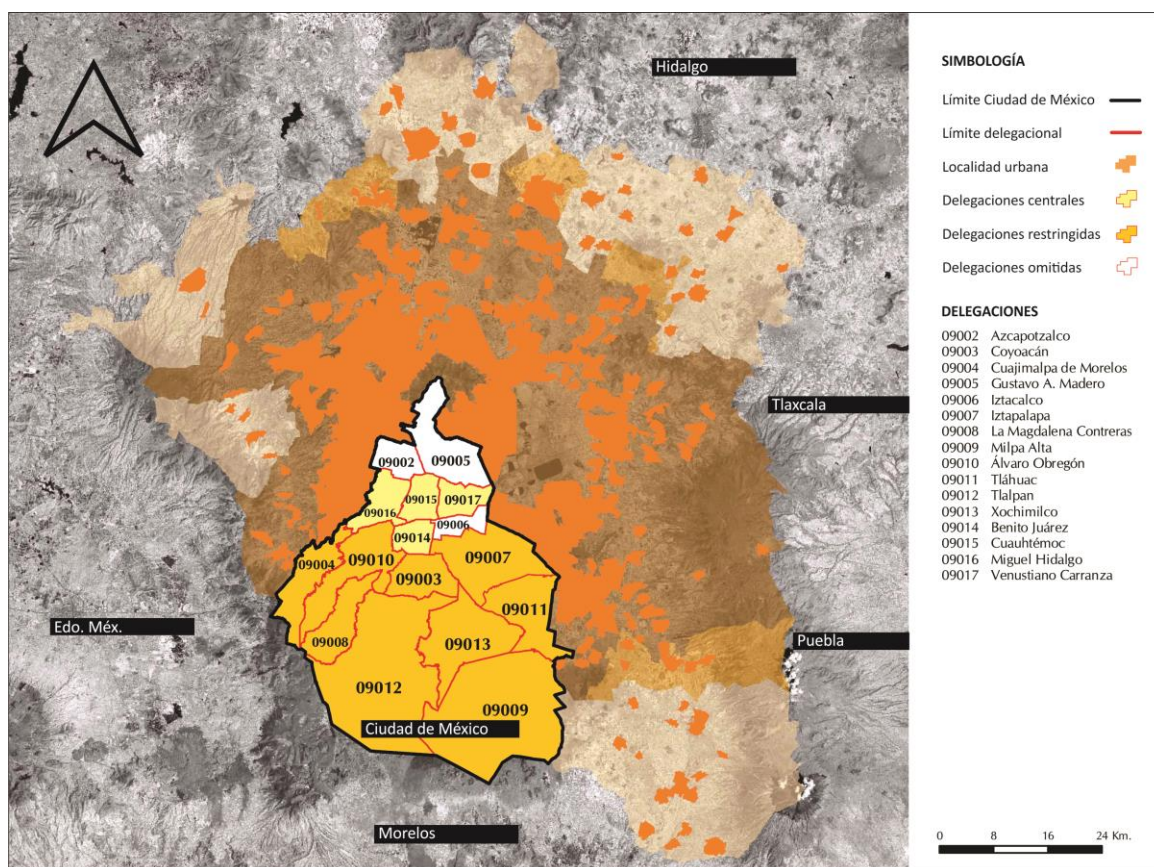 Hidalgo
Tlaxcala
Edo. Méx.
Puebla
Ciudad de México
Morelos
09002
09005
09015
09017
09016
09006
09014
09007
09004
09010
09003
09011
09008
09013
09012
09009
SIMBOLOGÍA
Límite Ciudad de México
Límite delegacional
Localidad urbana
Delegaciones centrales
Delegaciones restringidas
Delegaciones omitidas
DELEGACIONES
09002 Azcapotzalco
09003 Coyoacán
09004 Cuajimalpa de Morelos
09005 Gustavo A. Madero
09006 Iztacalco
09007 Iztapalapa
09008 La Magdalena Contreras
09009 Milpa Alta
09010 Álvaro Obregón
09011 Tláhuac
09012 Tlalpan
09013 Xochimilco
09014 Benito Juárez
09015 Cuauhtémoc
09016 Miguel Hidalgo
09017 Venustiano Carranza
0 8 16 24 Km.